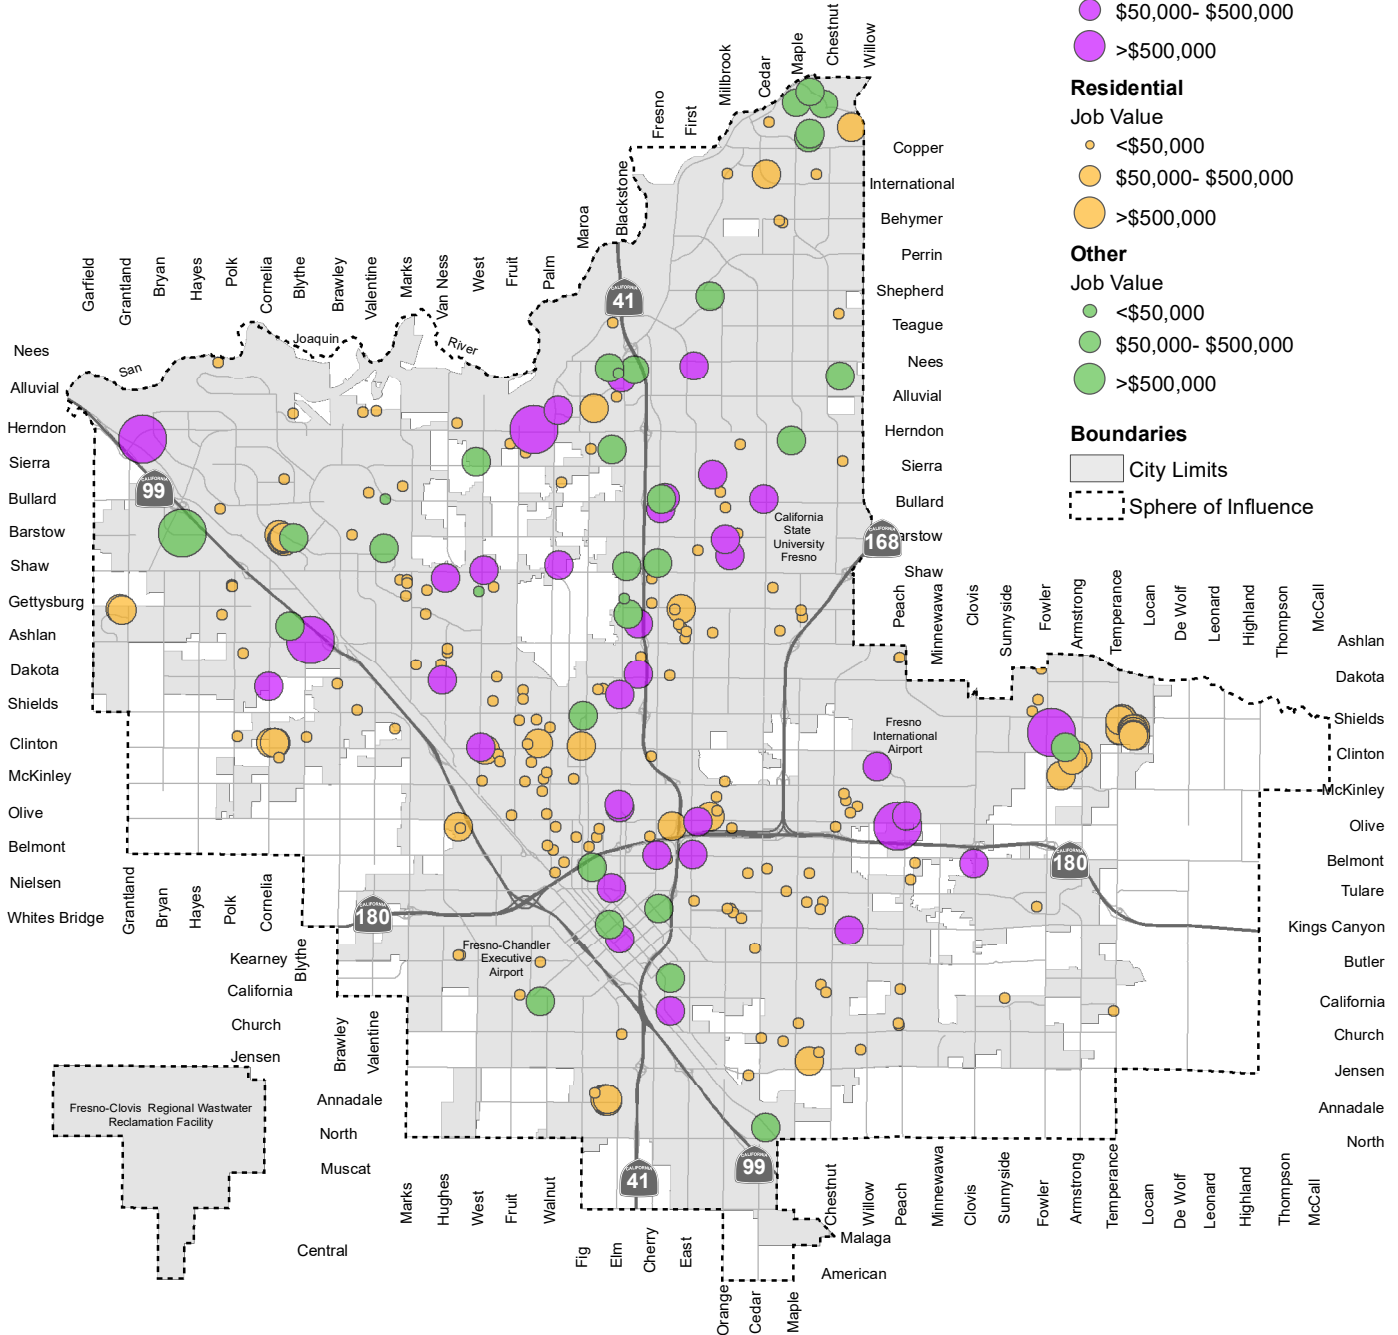 $50,000- $500,000
>$500,000
Residential
Job Value
<$50,000
$50,000- $500,000
>$500,000
Other
Job Value
<$50,000
$50,000- $500,000
>$500,000
Boundaries
City Limits
Sphere of Influence
Garfield
Grantland
Bryan
Hayes
Polk
Cornelia
Blythe
Brawley
Valentine
Marks
Van Ness
West
Fruit
Palm
Maroa
Blackstone
Fresno
First
Millbrook
Cedar
Maple
Chestnut
Willow
Copper
International
Behymer
Perrin
Shepherd
Teague
Nees
Alluvial
Herndon
Sierra
Bullard
arstow
Shaw
Nees
Alluvial
Herndon
Sierra
Bullard
Barstow
Shaw
Gettysburg
Ashlan
Dakota
Shields
Clinton
McKinley
Olive
Belmont
Nielsen
Whites Bridge
San
Joaquin
River
CALIFORNIA
41
CALIFORNIA
99
CALIFORNIA
168
California
State
University
Fresno
Peach
Minnewawa
Clovis
Sunnyside
Fowler
Armstrong
Temperance
Locan
De Wolf
Leonard
Highland
Thompson
McCall
Ashlan
Dakota
Shields
Clinton
McKinley
Olive
Belmont
Tulare
Kings Canyon
Butler
California
Church
Jensen
Annadale
North
Fresno
International
Airport
CALIFORNIA
180
CALIFORNIA
180
Grantland
Bryan
Hayes
Polk
Cornelia
Blythe
Kearney
California
Church
Jensen
Brawley
Valentine
Annadale
North
Muscat
Central
Fresno-Chandler
Executive
Airport
Fresno-Clovis Regional Wastwater
Reclamation Facility
CALIFORNIA
41
CALIFORNIA
99
Marks
Hughes
West
Fruit
Walnut
Fig
Elm
Cherry
East
Orange
Cedar
Maple
Chestnut
Willow
Peach
Minnewawa
Clovis
Sunnyside
Fowler
Armstrong
Temperance
Locan
De Wolf
Leonard
Highland
Thompson
McCall
Malaga
American